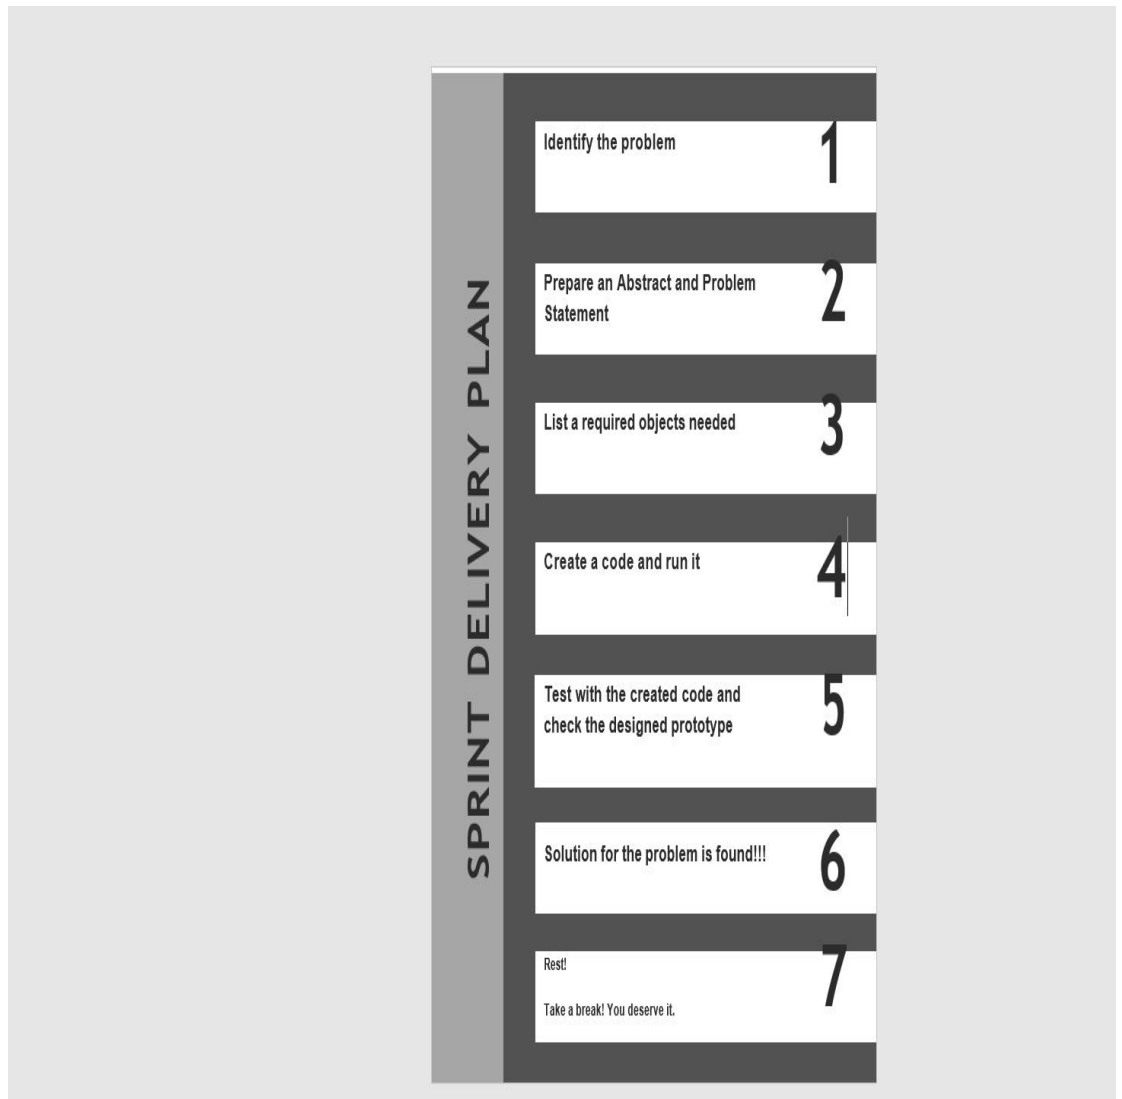 SPRINT DELIVERY PLAN
Identify the problem
1
Prepare an Abstract and Problem
Statement
2
List a required objects needed
3
Create a code and run it
4
Test with the created code and
check the designed prototype
5
Solution for the problem is found!!!
6
Rest!
Take a break! You deserve it.
7